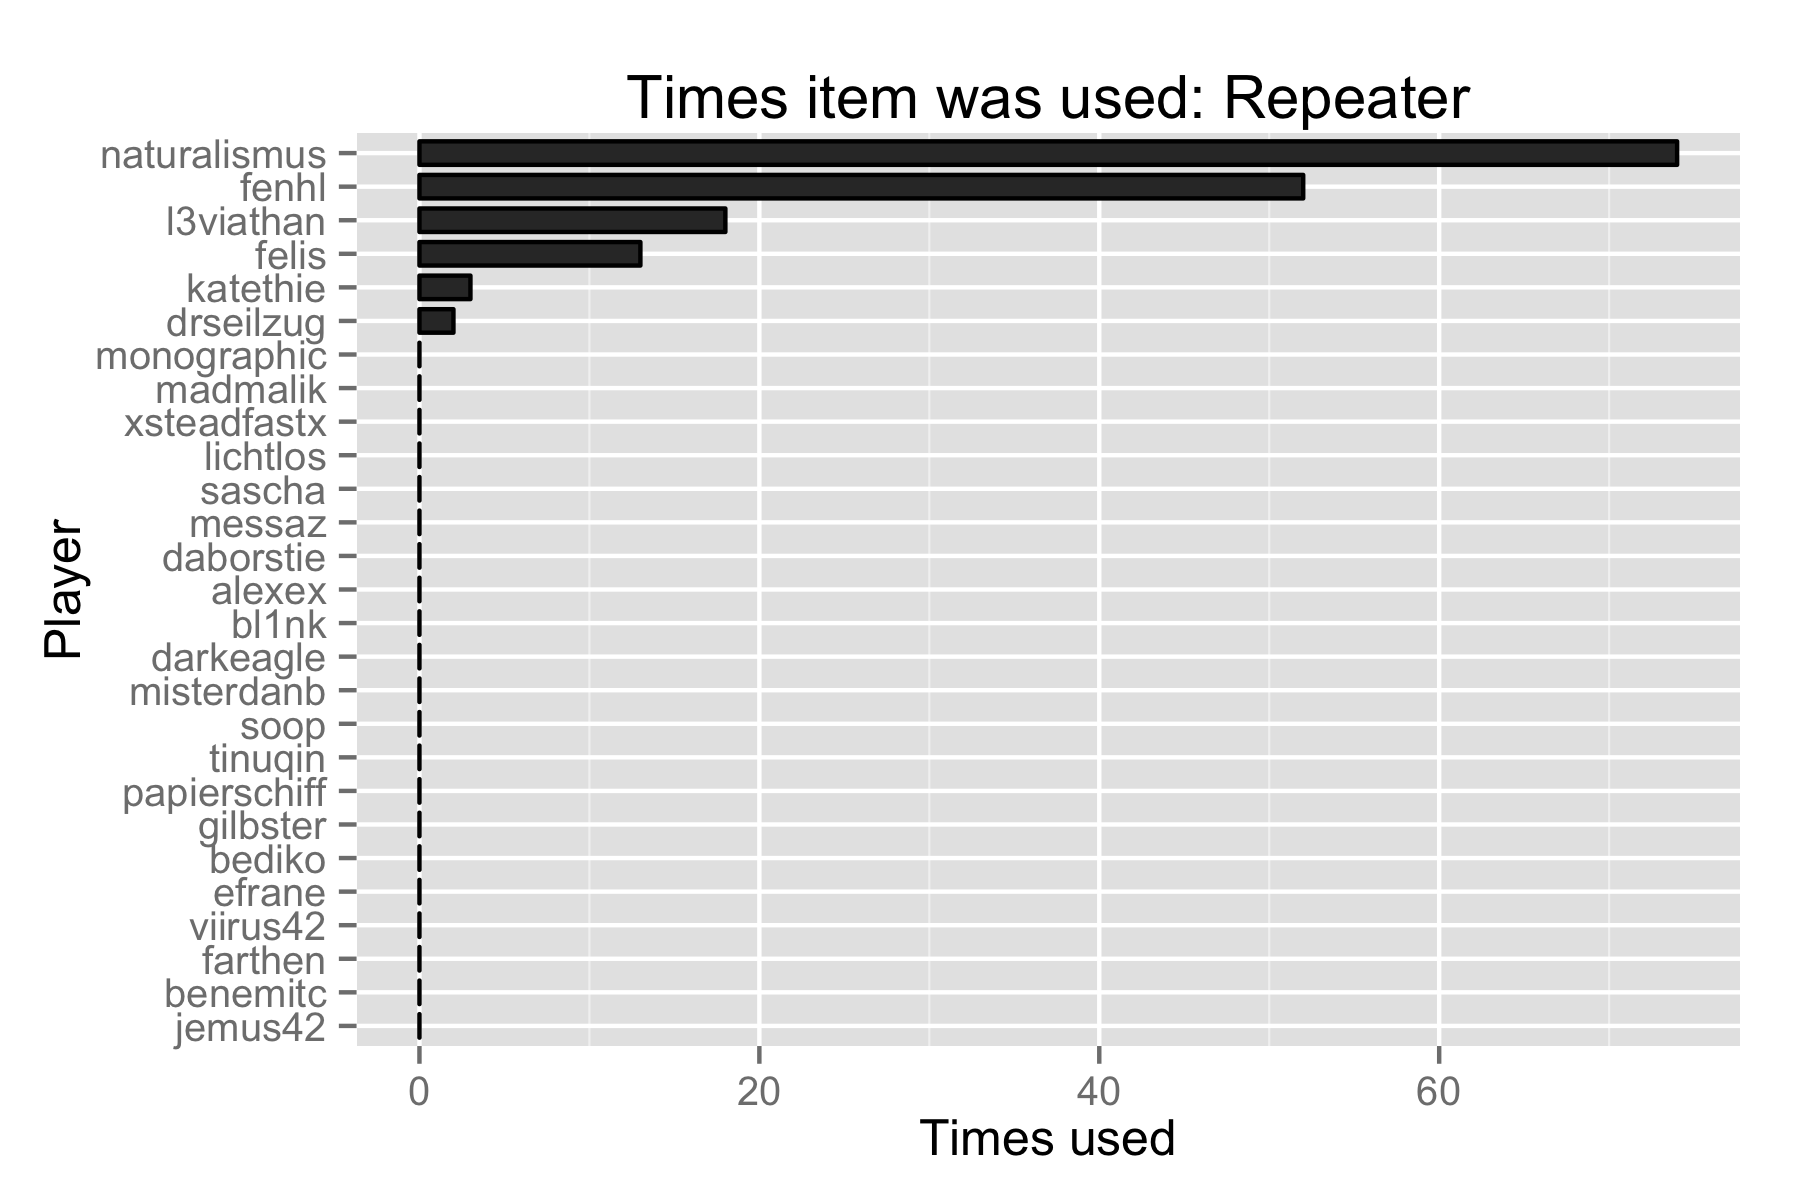 Times item was used: Repeater
naturalismus
fenhl
l3viathan
felis
katethie
drseilzug
monographic
madmalik
xsteadfastx
lichtlos
sascha
messaz
daborstie
alexex
bl1nk
darkeagle
misterdanb
soop
tinuqin
papierschiff
gilbster
bediko
efrane
viirus42
farthen
benemitc
jemus42
Player
0 20 40 60
Times used